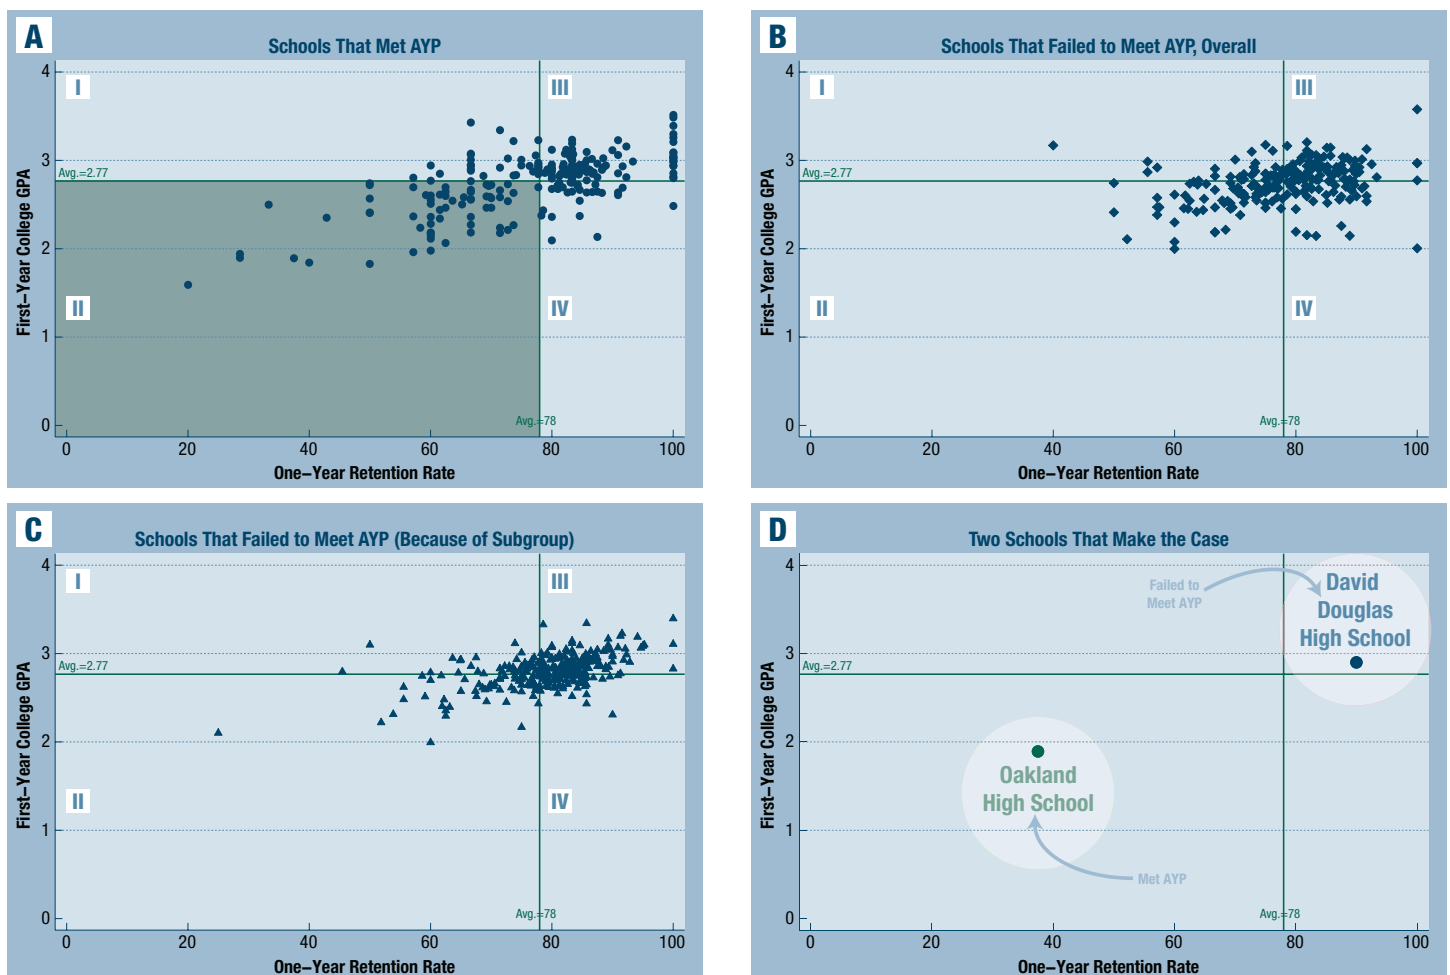 A
Schools That Met AYP
First–Year College GPA
4
3
2
1
0
I
III
Avg.=2.77
II
IV
Avg.=78
0 20 40 60 80 100
One–Year Retention Rate
B
Schools That Failed to Meet AYP, Overall
First–Year College GPA
4
3
2
1
0
I
III
Avg.=2.77
II
IV
Avg.=78
0 20 40 60 80 100
One–Year Retention Rate
C
Schools That Failed to Meet AYP (Because of Subgroup)
First–Year College GPA
4
3
2
1
0
I
III
Avg.=2.77
II
IV
Avg.=78
0 20 40 60 80 100
One–Year Retention Rate
D
Two Schools That Make the Case
First–Year College GPA
4
3
2
1
0
Failed to
Meet AYP
David
Douglas
High School
Avg.=2.77
Oakland
High School
Met AYP
Avg.=78
0 20 40 60 80 100
One–Year Retention Rate